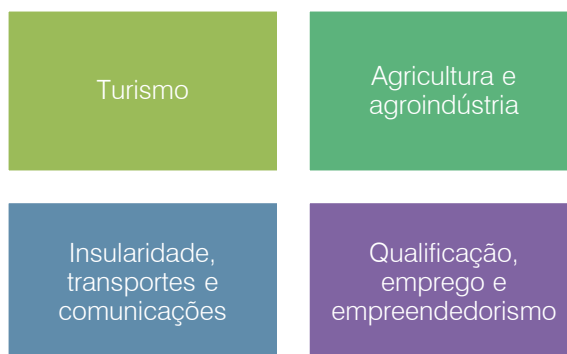 Turismo
Agricultura e
agroindústria
Insularidade,
transportes e
comunicações
Qualificação,
emprego e
empreendedorismo